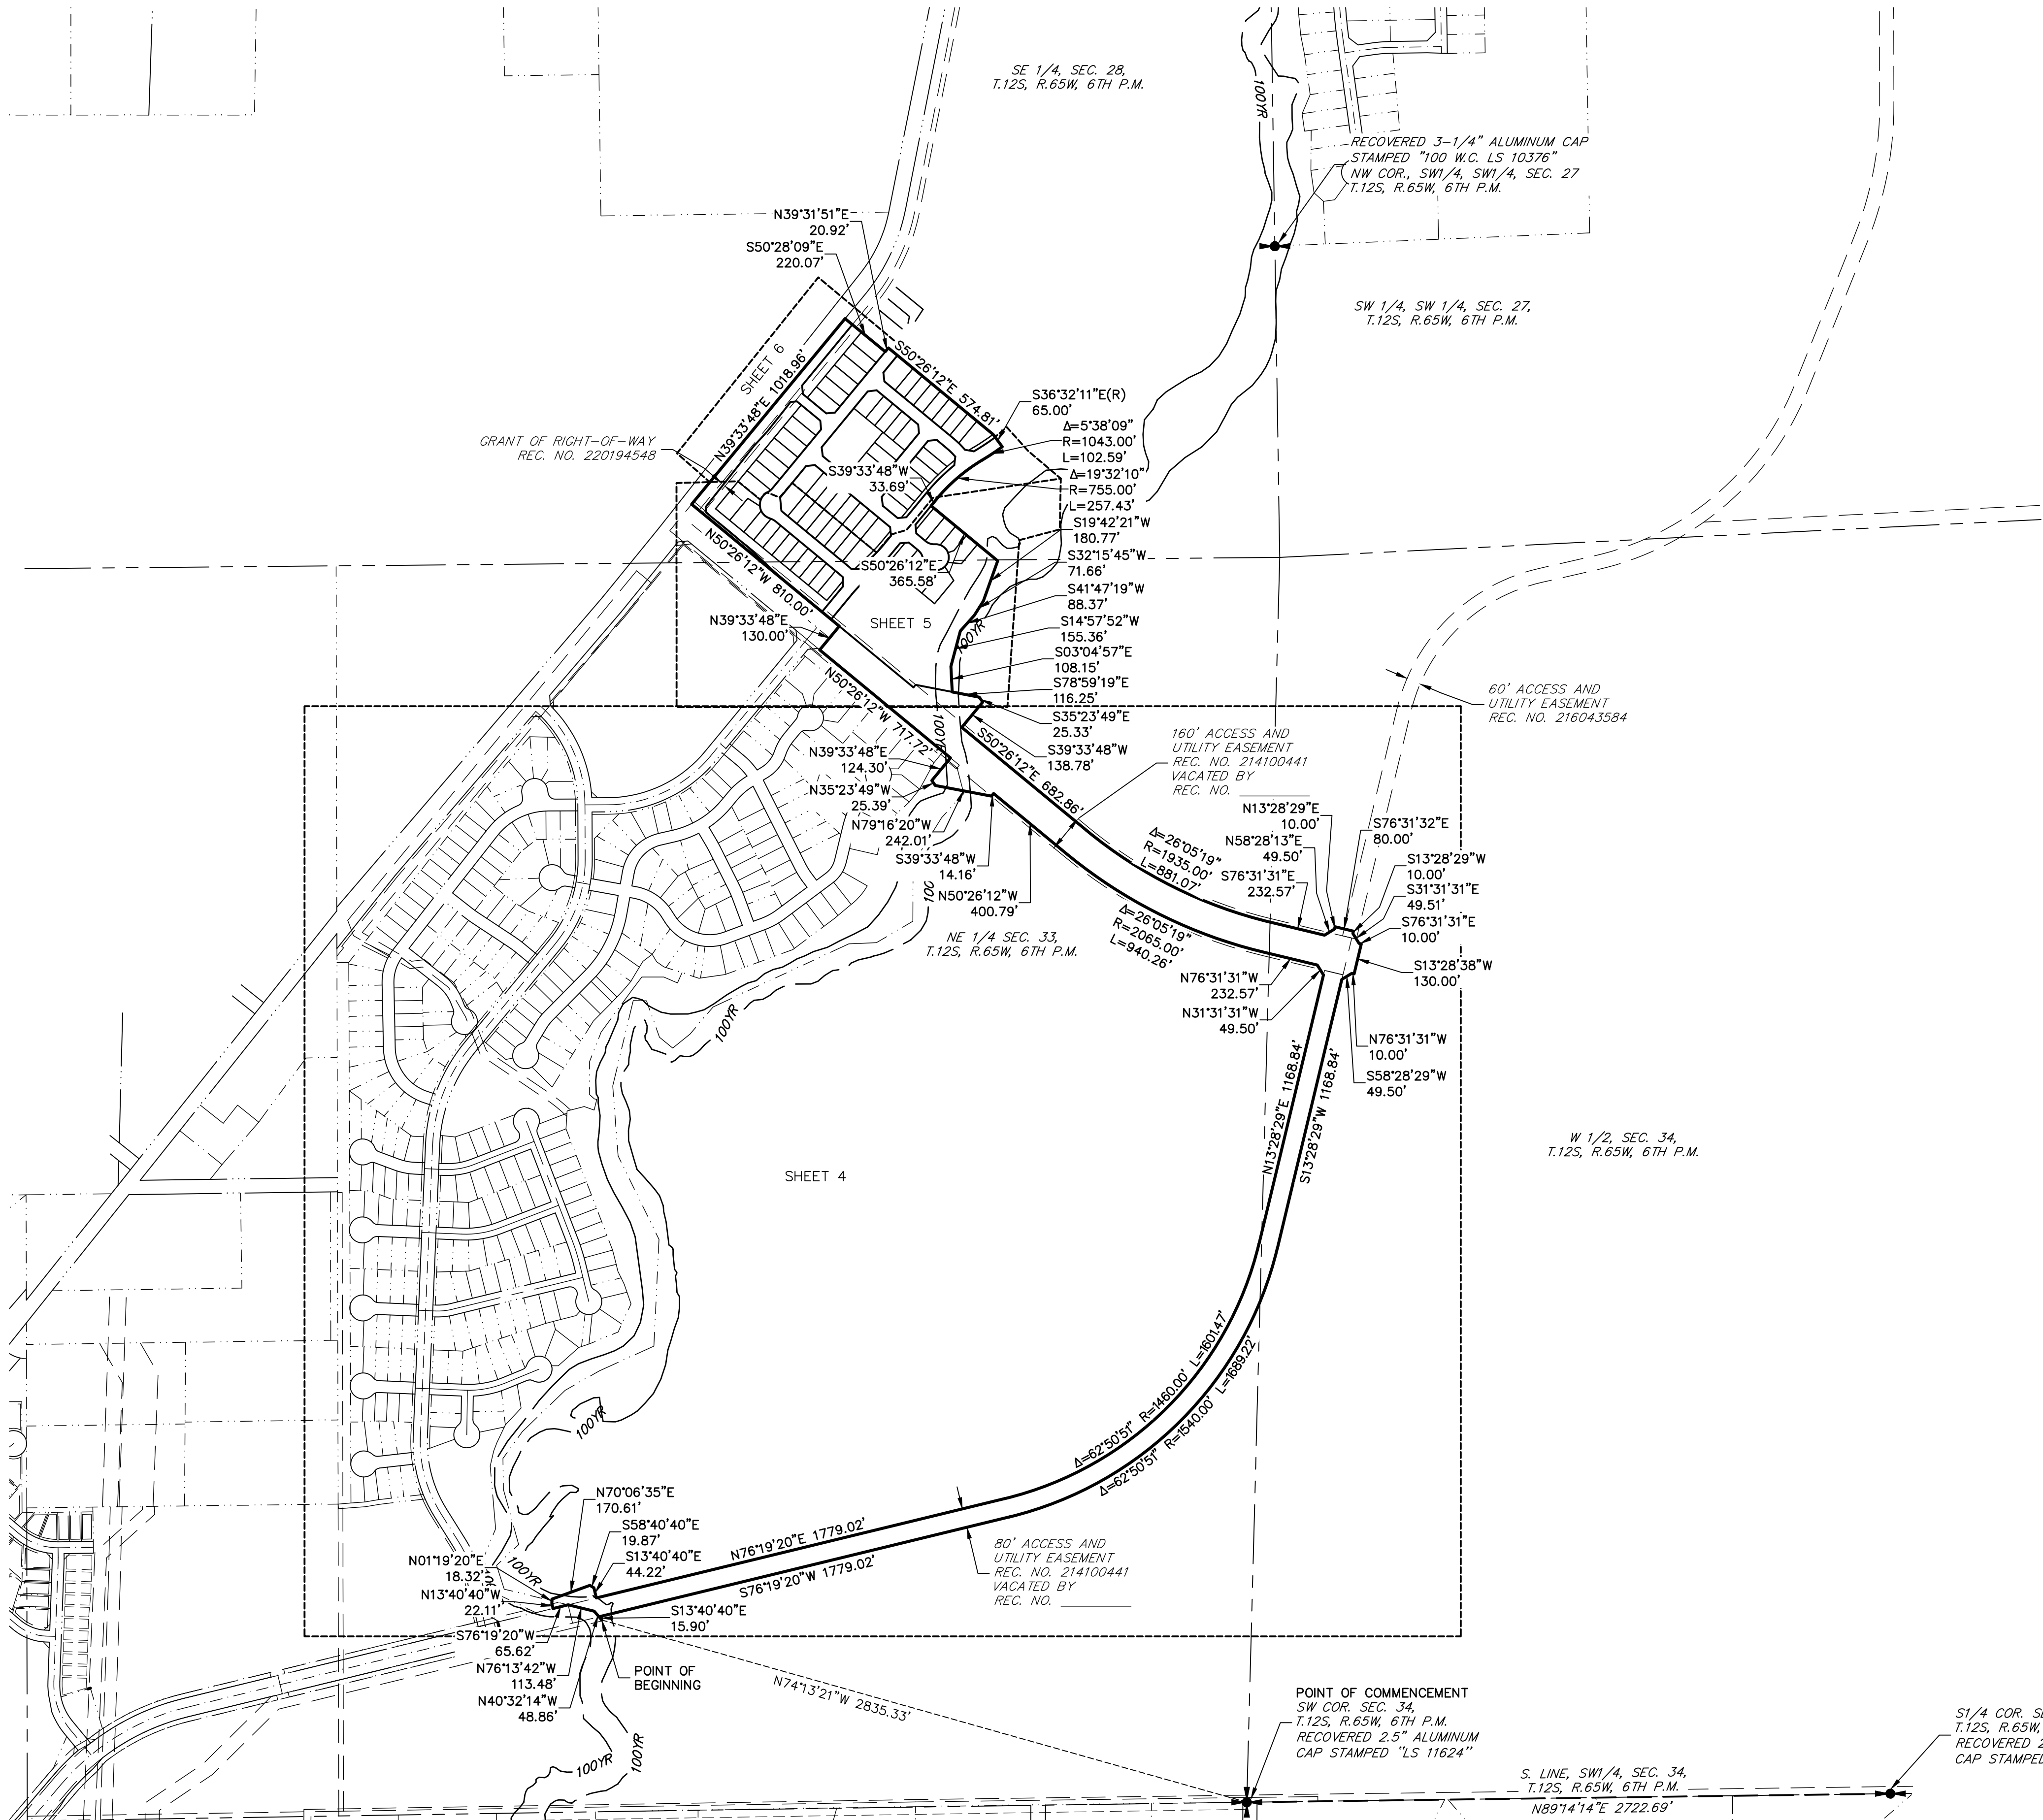 SE 1/4, SEC. 28,
T.12S, R.65W, 6TH P.M.
100YR
RECOVERED 3-1/4" ALUMINUM CAP
STAMPED "100 W.C. LS 10376"
NW COR., SW1/4, SW1/4, SEC. 27
T.12S, R.65W, 6TH P.M.
N39°31'51"E
20.92'
S50°28'09"E
220.07'
SW 1/4, SW 1/4, SEC. 27,
T.12S, R.65W, 6TH P.M.
SHEET 6
N39°33'48"E 1018.96'
S50°26'12"E 574.81'
S36°32'11"E(R)
65.00'
Δ=5°38'09"
R=1043.00'
L=102.59'
GRANT OF RIGHT-OF-WAY
REC. NO. 220194548
S39°33'48"W
33.69'
Δ=19°32'10"
R=755.00'
L=257.43'
S19°42'21"W
180.77'
S32°15'45"W
71.66'
S50°26'12"E
365.58'
N50°26'12"W 810.00'
S41°47'19"W
88.37'
SHEET 5
N39°33'48"E
130.00'
100YR
S14°57'52"W
155.36'
S03°04'57"E
108.15'
S78°59'19"E
116.25'
S35°23'49"E
25.33'
S39°33'48"W
138.78'
60' ACCESS AND
UTILITY EASEMENT
REC. NO. 216043584
N50°26'12"W 717.72'
100YR
S50°26'12"E 682.86'
160' ACCESS AND
UTILITY EASEMENT
REC. NO. 214100441
VACATED BY
REC. NO. __________
N39°33'48"E
124.30'
N35°23'49"W
25.39'
N79°16'20"W
242.01'
S39°33'48"W
14.16'
N50°26'12"W
400.79'
100
N13°28'29"E
10.00'
N58°28'13"E
49.50'
S76°31'31"E
232.57'
S76°31'32"E
80.00'
S13°28'29"W
10.00'
S31°31'31"E
49.51'
S76°31'31"E
10.00'
Δ=26°05'19"
R=1935.00'
L=881.07'
Δ=26°05'19"
R=2065.00'
L=940.26'
NE 1/4 SEC. 33,
T.12S, R.65W, 6TH P.M.
S13°28'38"W
130.00'
N76°31'31"W
232.57'
N31°31'31"W
49.50'
100YR
N76°31'31"W
10.00'
S58°28'29"W
49.50'
N13°28'29"E 1168.84'
S13°28'29"W 1168.84'
W 1/2, SEC. 34,
T.12S, R.65W, 6TH P.M.
SHEET 4
Δ=62°50'51" R=1460.00' L=1601.47'
Δ=62°50'51" R=1540.00' L=1689.22'
100YR
N70°06'35"E
170.61'
S58°40'40"E
19.87'
S13°40'40"E
44.22'
N76°19'20"E 1779.02'
S76°19'20"W 1779.02'
80' ACCESS AND
UTILITY EASEMENT
REC. NO. 214100441
VACATED BY
REC. NO. __________
N01°19'20"E
18.32'
100YR
N13°40'40"W
22.11'
S76°19'20"W
65.62'
N76°13'42"W
113.48'
N40°32'14"W
48.86'
S13°40'40"E
15.90'
POINT OF
BEGINNING
N74°13'21"W 2835.33'
100YR
100YR
POINT OF COMMENCEMENT
SW COR. SEC. 34,
T.12S, R.65W, 6TH P.M.
RECOVERED 2.5" ALUMINUM
CAP STAMPED "LS 11624"
S. LINE, SW1/4, SEC. 34,
T.12S, R.65W, 6TH P.M.
N89°14'14"E 2722.69'
S1/4 COR.
T.12S, R.65W,
RECOVERED
CAP